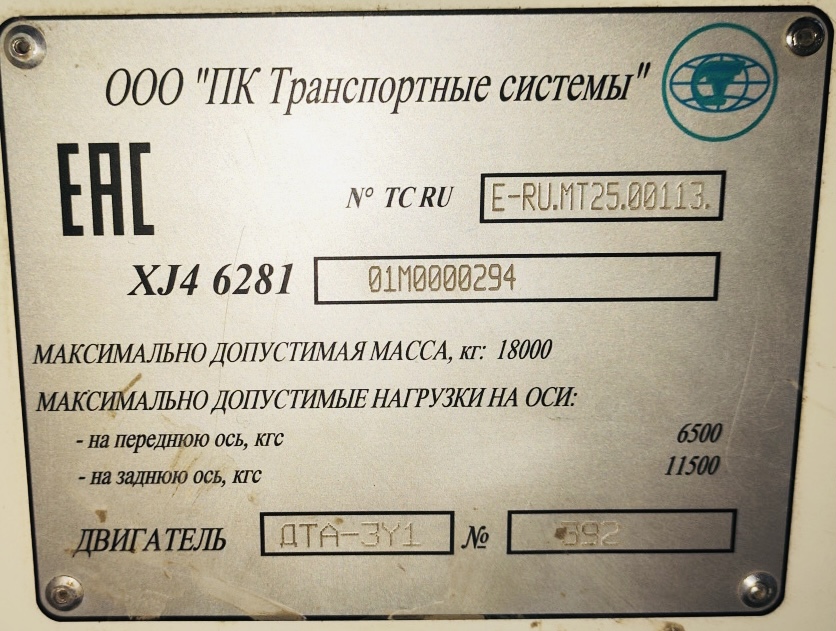 ООО "ПК Транспортные системы"
ЕАС
N° TC RU E-RU.MT25.00113.
XJ4 6281 01M0000294
МАКСИМАЛЬНО ДОПУСТИМАЯ МАССА, кг: 18000
МАКСИМАЛЬНО ДОПУСТИМЫЕ НАГРУЗКИ НА ОСИ:
- на переднюю ось, кгс 6500
- на заднюю ось, кгс 11500
ДВИГАТЕЛЬ ДТА-3У1 № 392